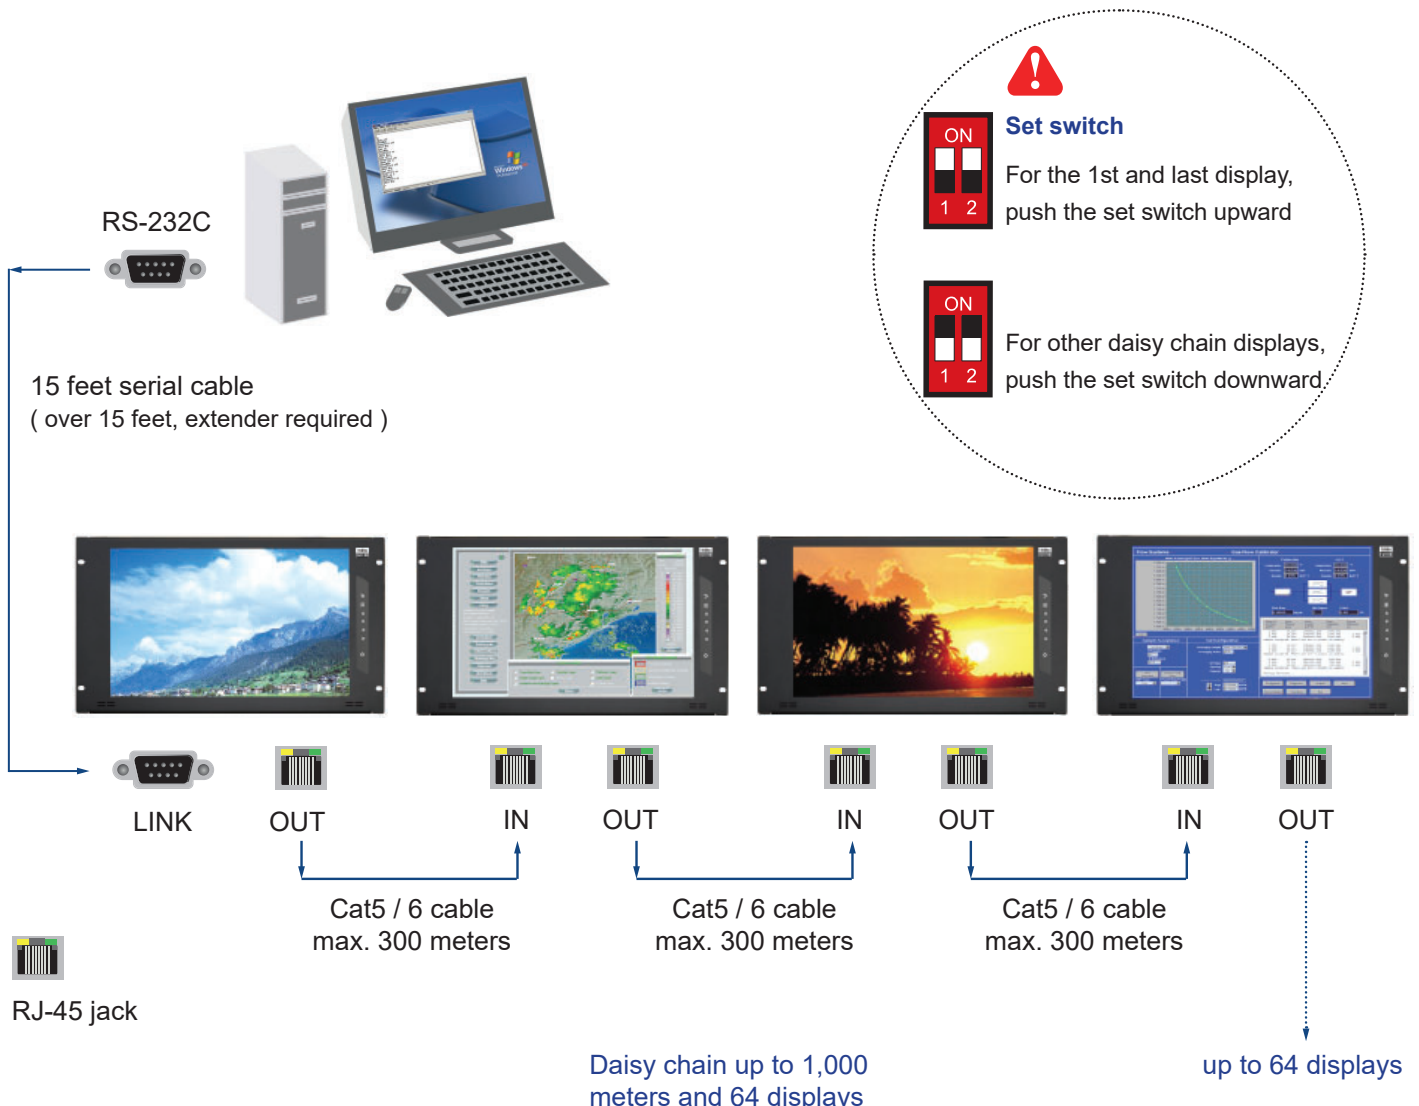 RS-232C
15 feet serial cable
( over 15 feet, extender required )
Set switch
ON
1 2
For the 1st and last display,
push the set switch upward
ON
1 2
For other daisy chain displays,
push the set switch downward.
Windows
LINK
OUT
IN
OUT
IN
OUT
IN
OUT
Cat5 / 6 cable
max. 300 meters
Cat5 / 6 cable
max. 300 meters
Cat5 / 6 cable
max. 300 meters
RJ-45 jack
Daisy chain up to 1,000
meters and 64 displays
up to 64 displays